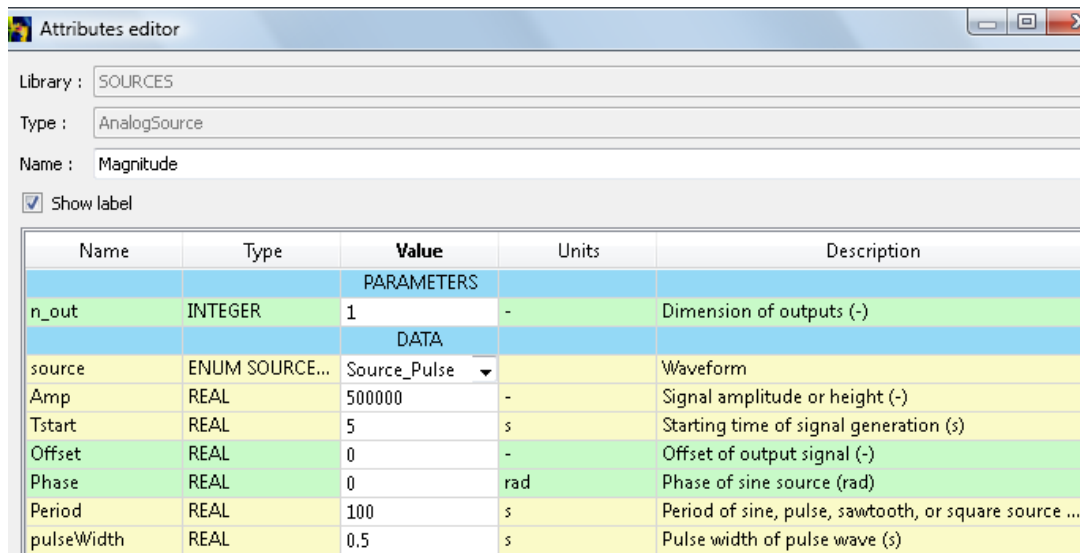 Attributes editor
Library : SOURCES
Type : AnalogSource
Name : Magnitude
Show label
Name Type Value Units Description
PARAMETERS
n_out INTEGER 1 - Dimension of outputs (-)
DATA
source ENUM SOURCE... Source_Pulse Waveform
Amp REAL 500000 - Signal amplitude or height (-)
Tstart REAL 5 s Starting time of signal generation (s)
Offset REAL 0 - Offset of output signal (-)
Phase REAL 0 rad Phase of sine source (rad)
Period REAL 100 s Period of sine, pulse, sawtooth, or square source ...
pulseWidth REAL 0.5 s Pulse width of pulse wave (s)